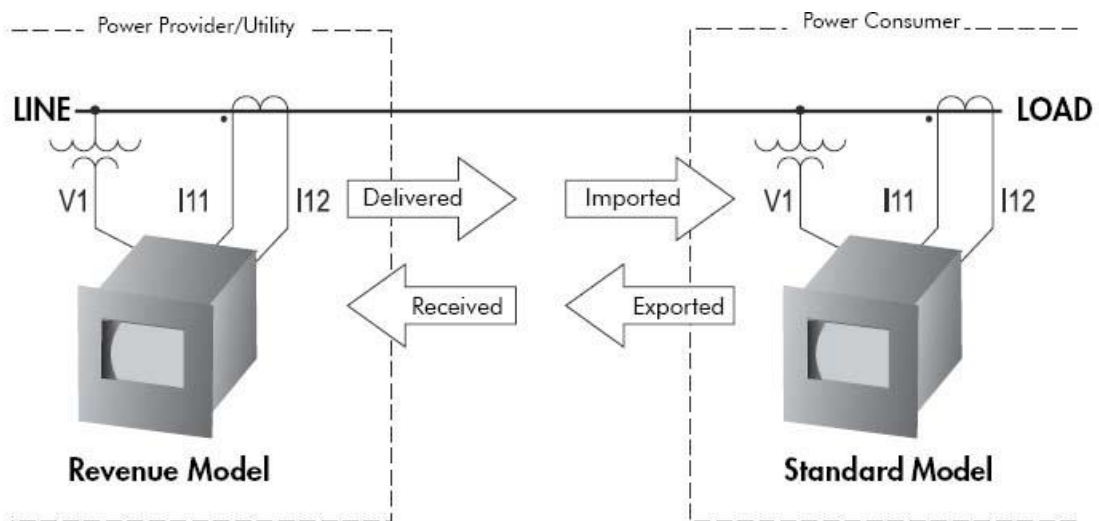 Power Provider/Utility
Power Consumer
LINE
LOAD
V1
I11
I12
Delivered
Imported
V1
I11
I12
Received
Exported
Revenue Model
Standard Model